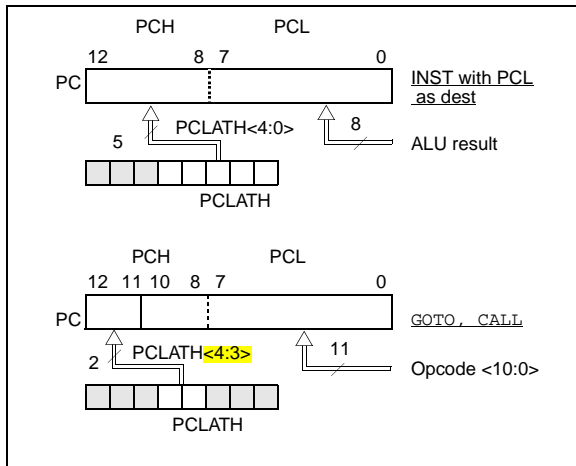 PCH PCL
12 8 7 0
PC
INST with PCL
as dest
PCLATH<4:0>
5
8
ALU result
PCLATH
PCH PCL
12 11 10 8 7 0
PC
GOTO, CALL
2
PCLATH<4:3>
11
Opcode <10:0>
PCLATH